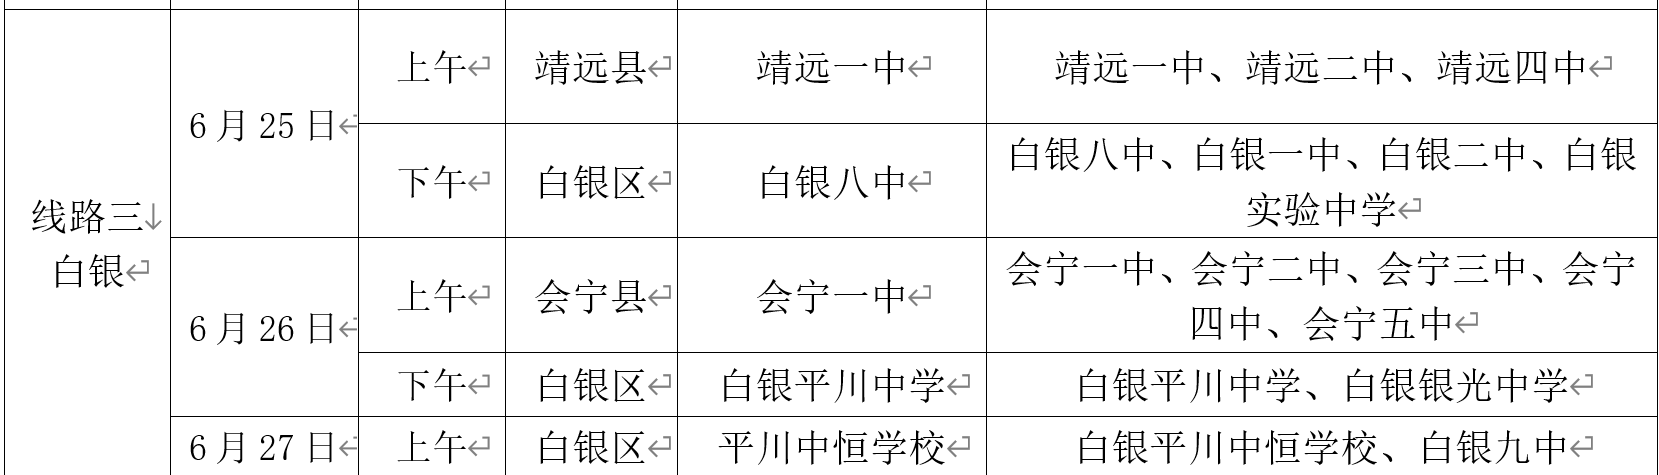 线路三
白银
6月25日
上午
靖远县
靖远一中
靖远一中、靖远二中、靖远四中
下午
白银区
白银八中
白银八中、白银一中、白银二中、白银
实验中学
6月26日
上午
会宁县
会宁一中
会宁一中、会宁二中、会宁三中、会宁
四中、会宁五中
下午
白银区
白银平川中学
白银平川中学、白银银光中学
6月27日
上午
白银区
平川中恒学校
白银平川中恒学校、白银九中